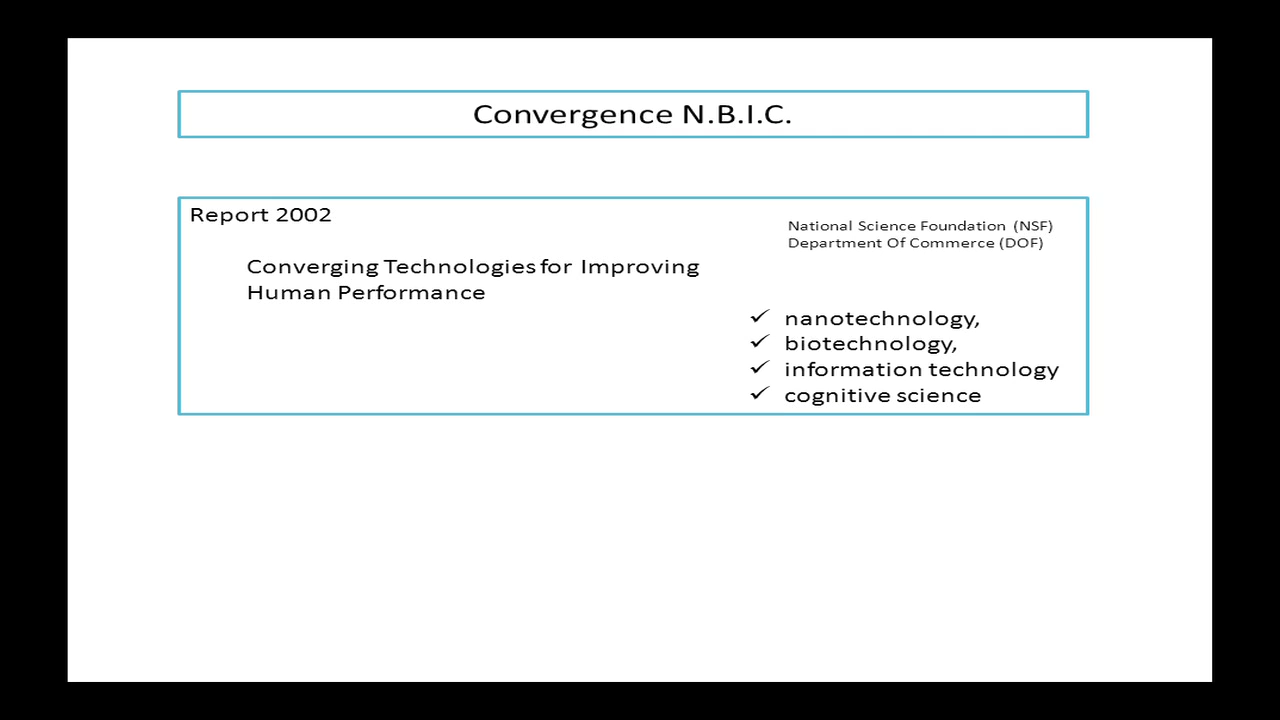 Convergence N.B.I.C.
Report 2002
National Science Foundation (NSF)
Department Of Commerce (DOF)
Converging Technologies for Improving
Human Performance
✓ nanotechnology,
✓ biotechnology,
✓ information technology
✓ cognitive science